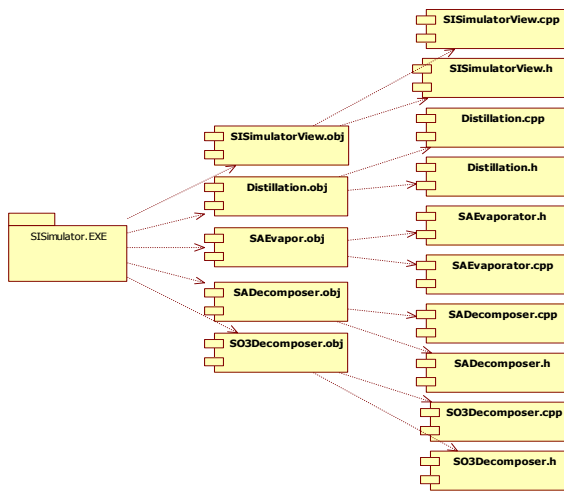 SISimulatorView.cpp
SISimulatorView.h
Distillation.cpp
SISimulatorView.obj
Distillation.h
Distillation.obj
SAEvaporator.h
SISimulator.EXE
SAEvapor.obj
SAEvaporator.cpp
SADecomposer.obj
SADecomposer.cpp
SO3Decomposer.obj
SADecomposer.h
SO3Decomposer.cpp
SO3Decomposer.h